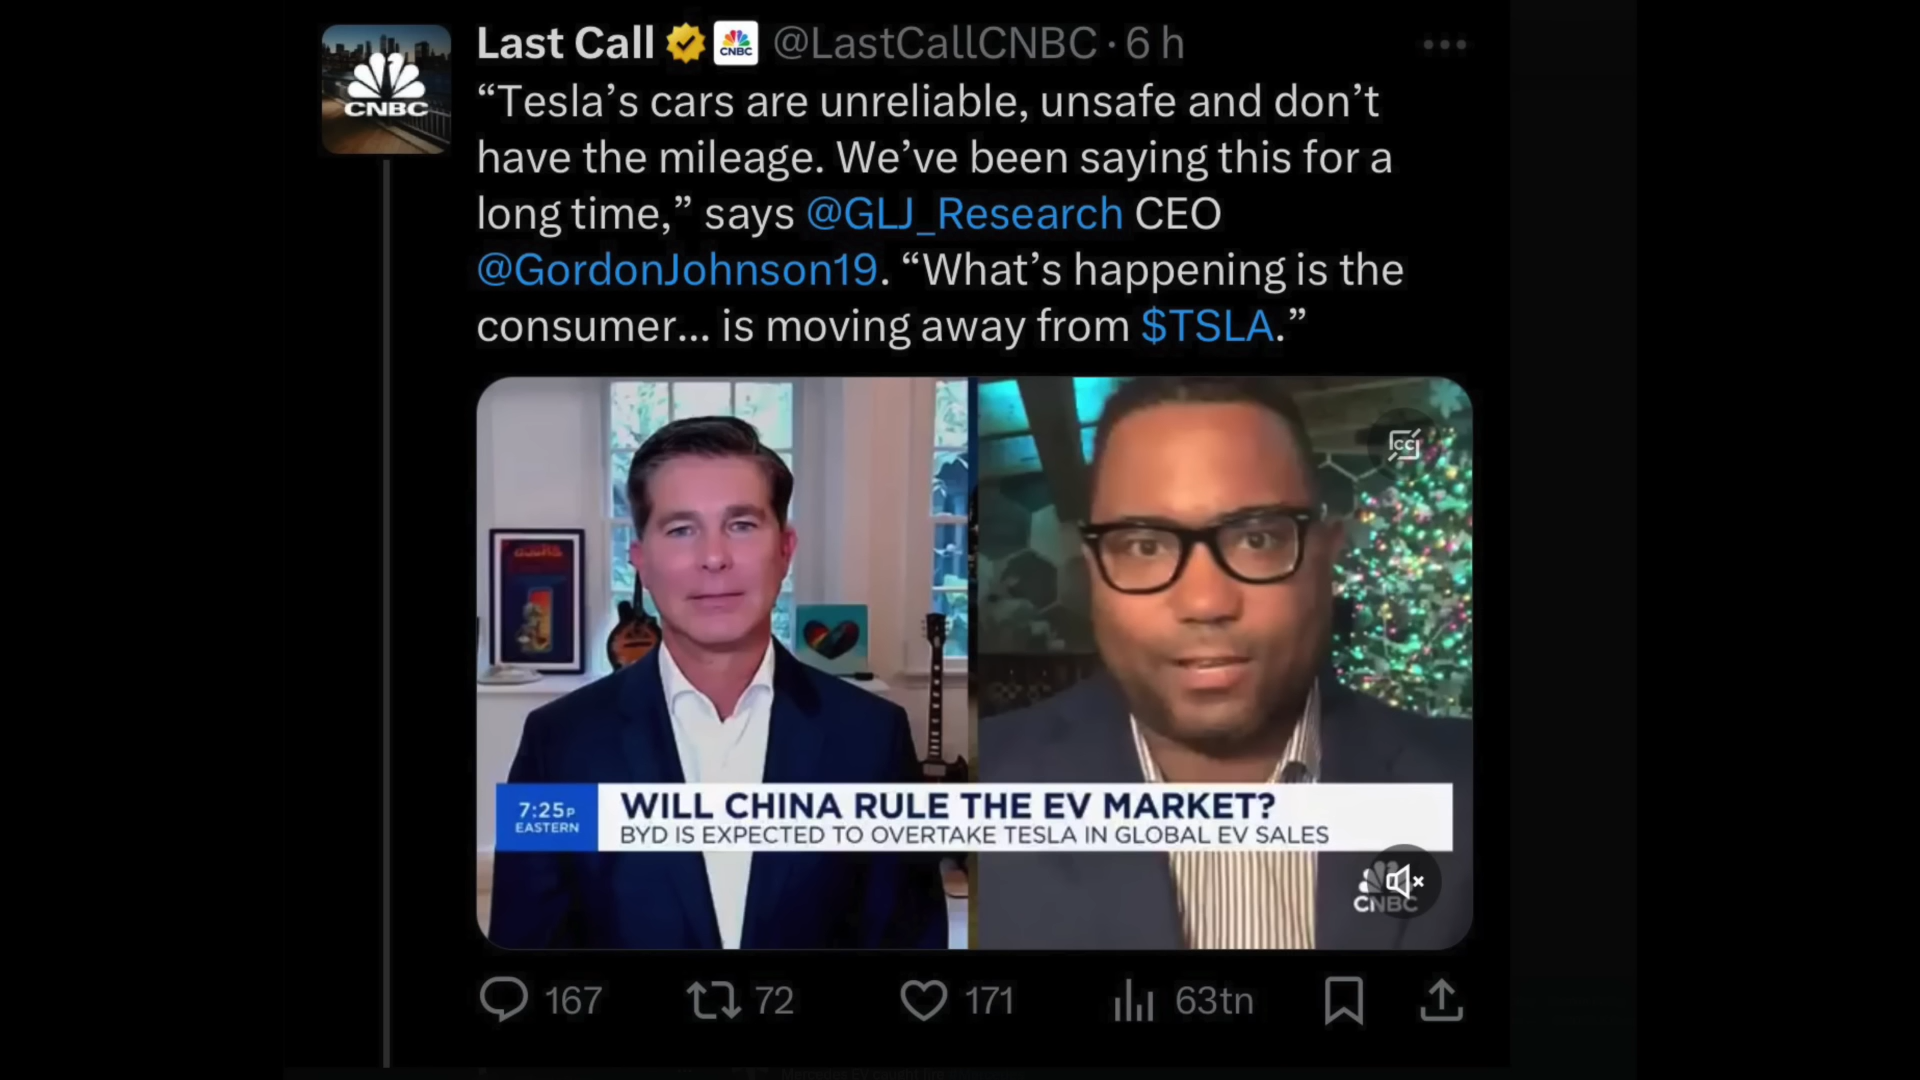 CNBC
Last Call CNBC @LastCallCNBC · 6 h
“Tesla’s cars are unreliable, unsafe and don’t
have the mileage. We’ve been saying this for a
long time,” says @GLJ_Research CEO
@GordonJohnson19. “What’s happening is the
consumer... is moving away from $TSLA.”
CC
7:25P
EASTERN
WILL CHINA RULE THE EV MARKET?
BYD IS EXPECTED TO OVERTAKE TESLA IN GLOBAL EV SALES
CNBC
167 72 171 63tn